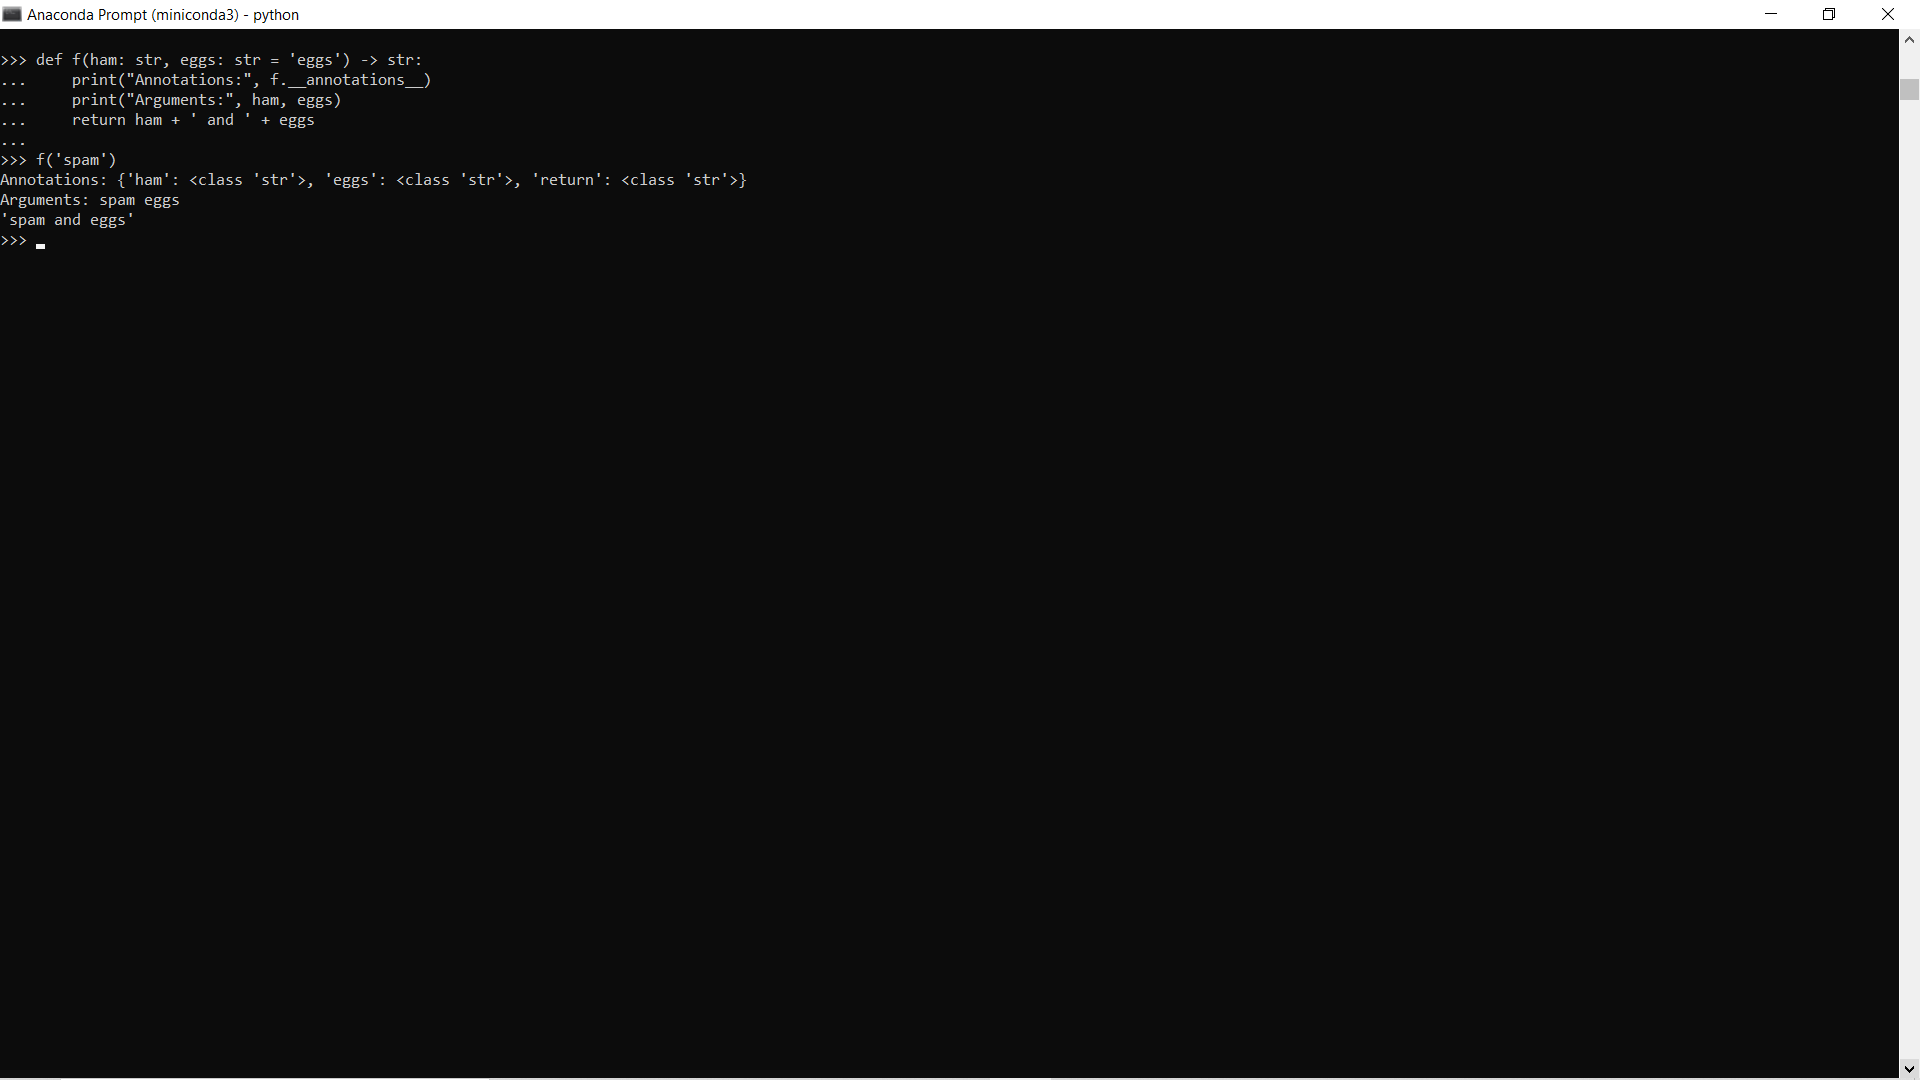 Anaconda Prompt (miniconda3) - python
>>> def f(ham: str, eggs: str = 'eggs') -> str:
...     print("Annotations:", f.__annotations__)
...     print("Arguments:", ham, eggs)
...     return ham + ' and ' + eggs
...
>>> f('spam')
Annotations: {'ham': <class 'str'>, 'eggs': <class 'str'>, 'return': <class 'str'>}
Arguments: spam eggs
'spam and eggs'
>>>